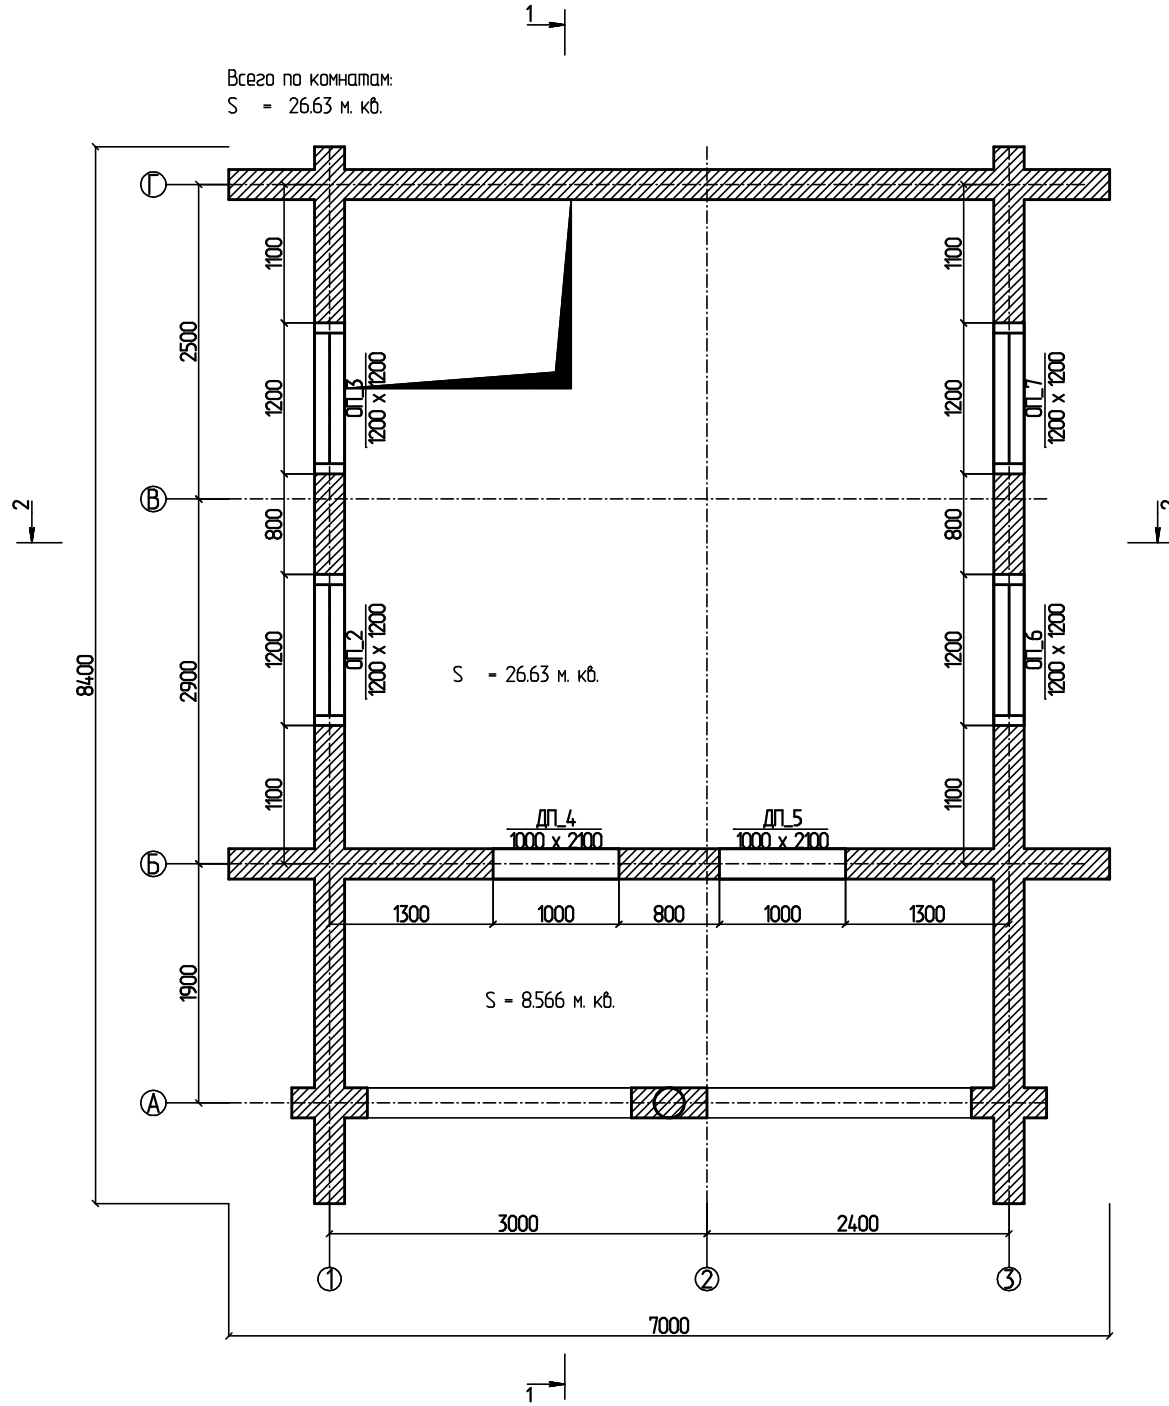 1
Всего по комнатам:
S = 26.63 м. кв.
Г
1100
1100
2500
ОП_3
1200 x 1200
1200
1200
ОП_7
1200 x 1200
В
2
2
800
800
8400
2900
ОП_2
1200 x 1200
1200
1200
ОП_6
1200 x 1200
S = 26.63 м. кв.
1100
1100
ДП_4
1000 x 2100
ДП_5
1000 x 2100
Б
1300
1000
800
1000
1300
1900
S = 8.566 м. кв.
А
3000
2400
1
2
3
7000
1